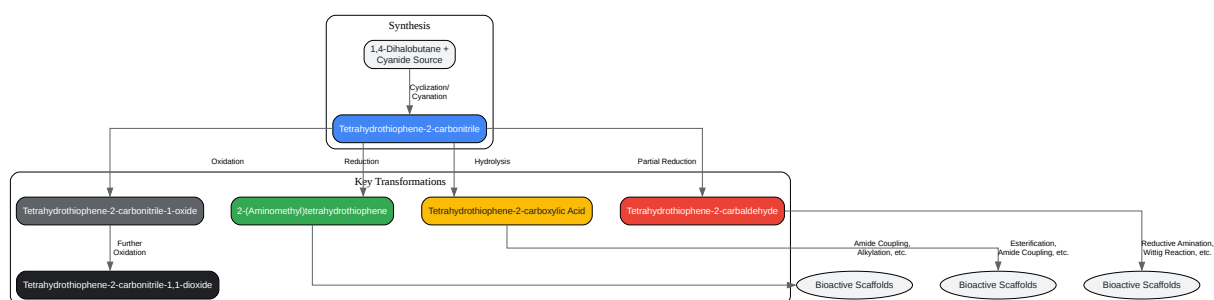 Synthesis
1,4-Dihalobutane +
Cyanide Source
Cyclization/
Cyanation
Tetrahydrothiophene-2-carbonitrile
Oxidation
Reduction
Hydrolysis
Partial Reduction
Key Transformations
Tetrahydrothiophene-2-carbonitrile-1-oxide
2-(Aminomethyl)tetrahydrothiophene
Tetrahydrothiophene-2-carboxylic Acid
Tetrahydrothiophene-2-carbaldehyde
Further
Oxidation
Amide Coupling,
Alkylation, etc.
Esterification,
Amide Coupling, etc.
Reductive Amination,
Wittig Reaction, etc.
Tetrahydrothiophene-2-carbonitrile-1,1-dioxide
Bioactive Scaffolds
Bioactive Scaffolds
Bioactive Scaffolds